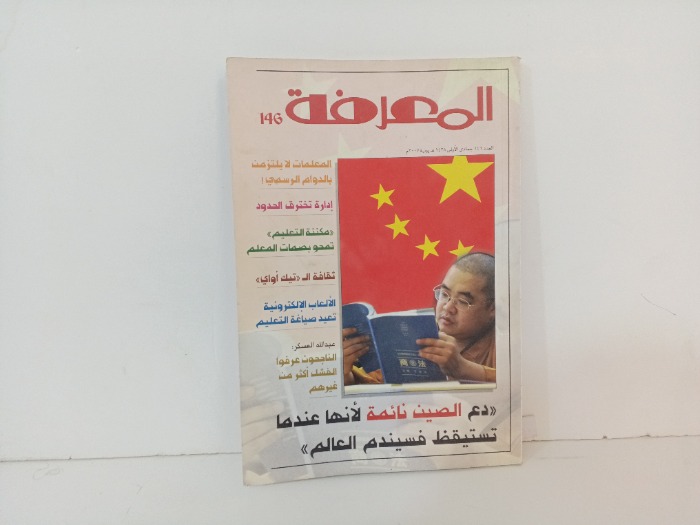 المعرفة
146
المعلمات لا يلتزمن
بالدوام الرسمي!
إدارة تخترق الحدود
«مكننة التعليم»
تمحو بصمات المعلم
ثقافة الـ «تيك أواي»
الألعاب الإلكترونية
تعيد صياغة التعليم
عبدالله العسكر:
الناجحون عرفوا
الفشل أكثر من
غيرهم
«دع الصين نائمة لأنها عندما
تستيقظ فسيندم العالم»